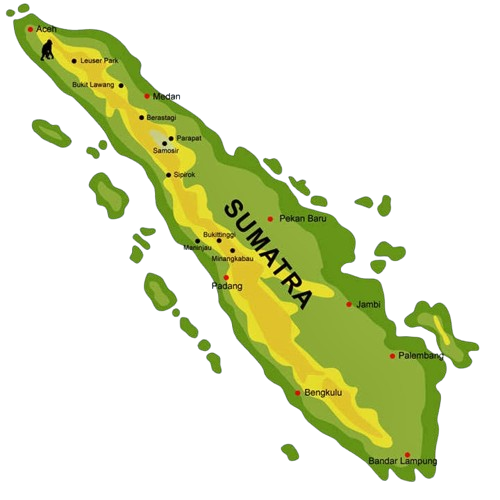 Aceh
Leuser Park
Bukit Lawang
Medan
Berastagi
Parapat
Samosir
Sipirok
SUMATRA
Pekan Baru
Bukittinggi
Maninjau
Minangkabau
Padang
Jambi
Palembang
Bengkulu
Bandar Lampung